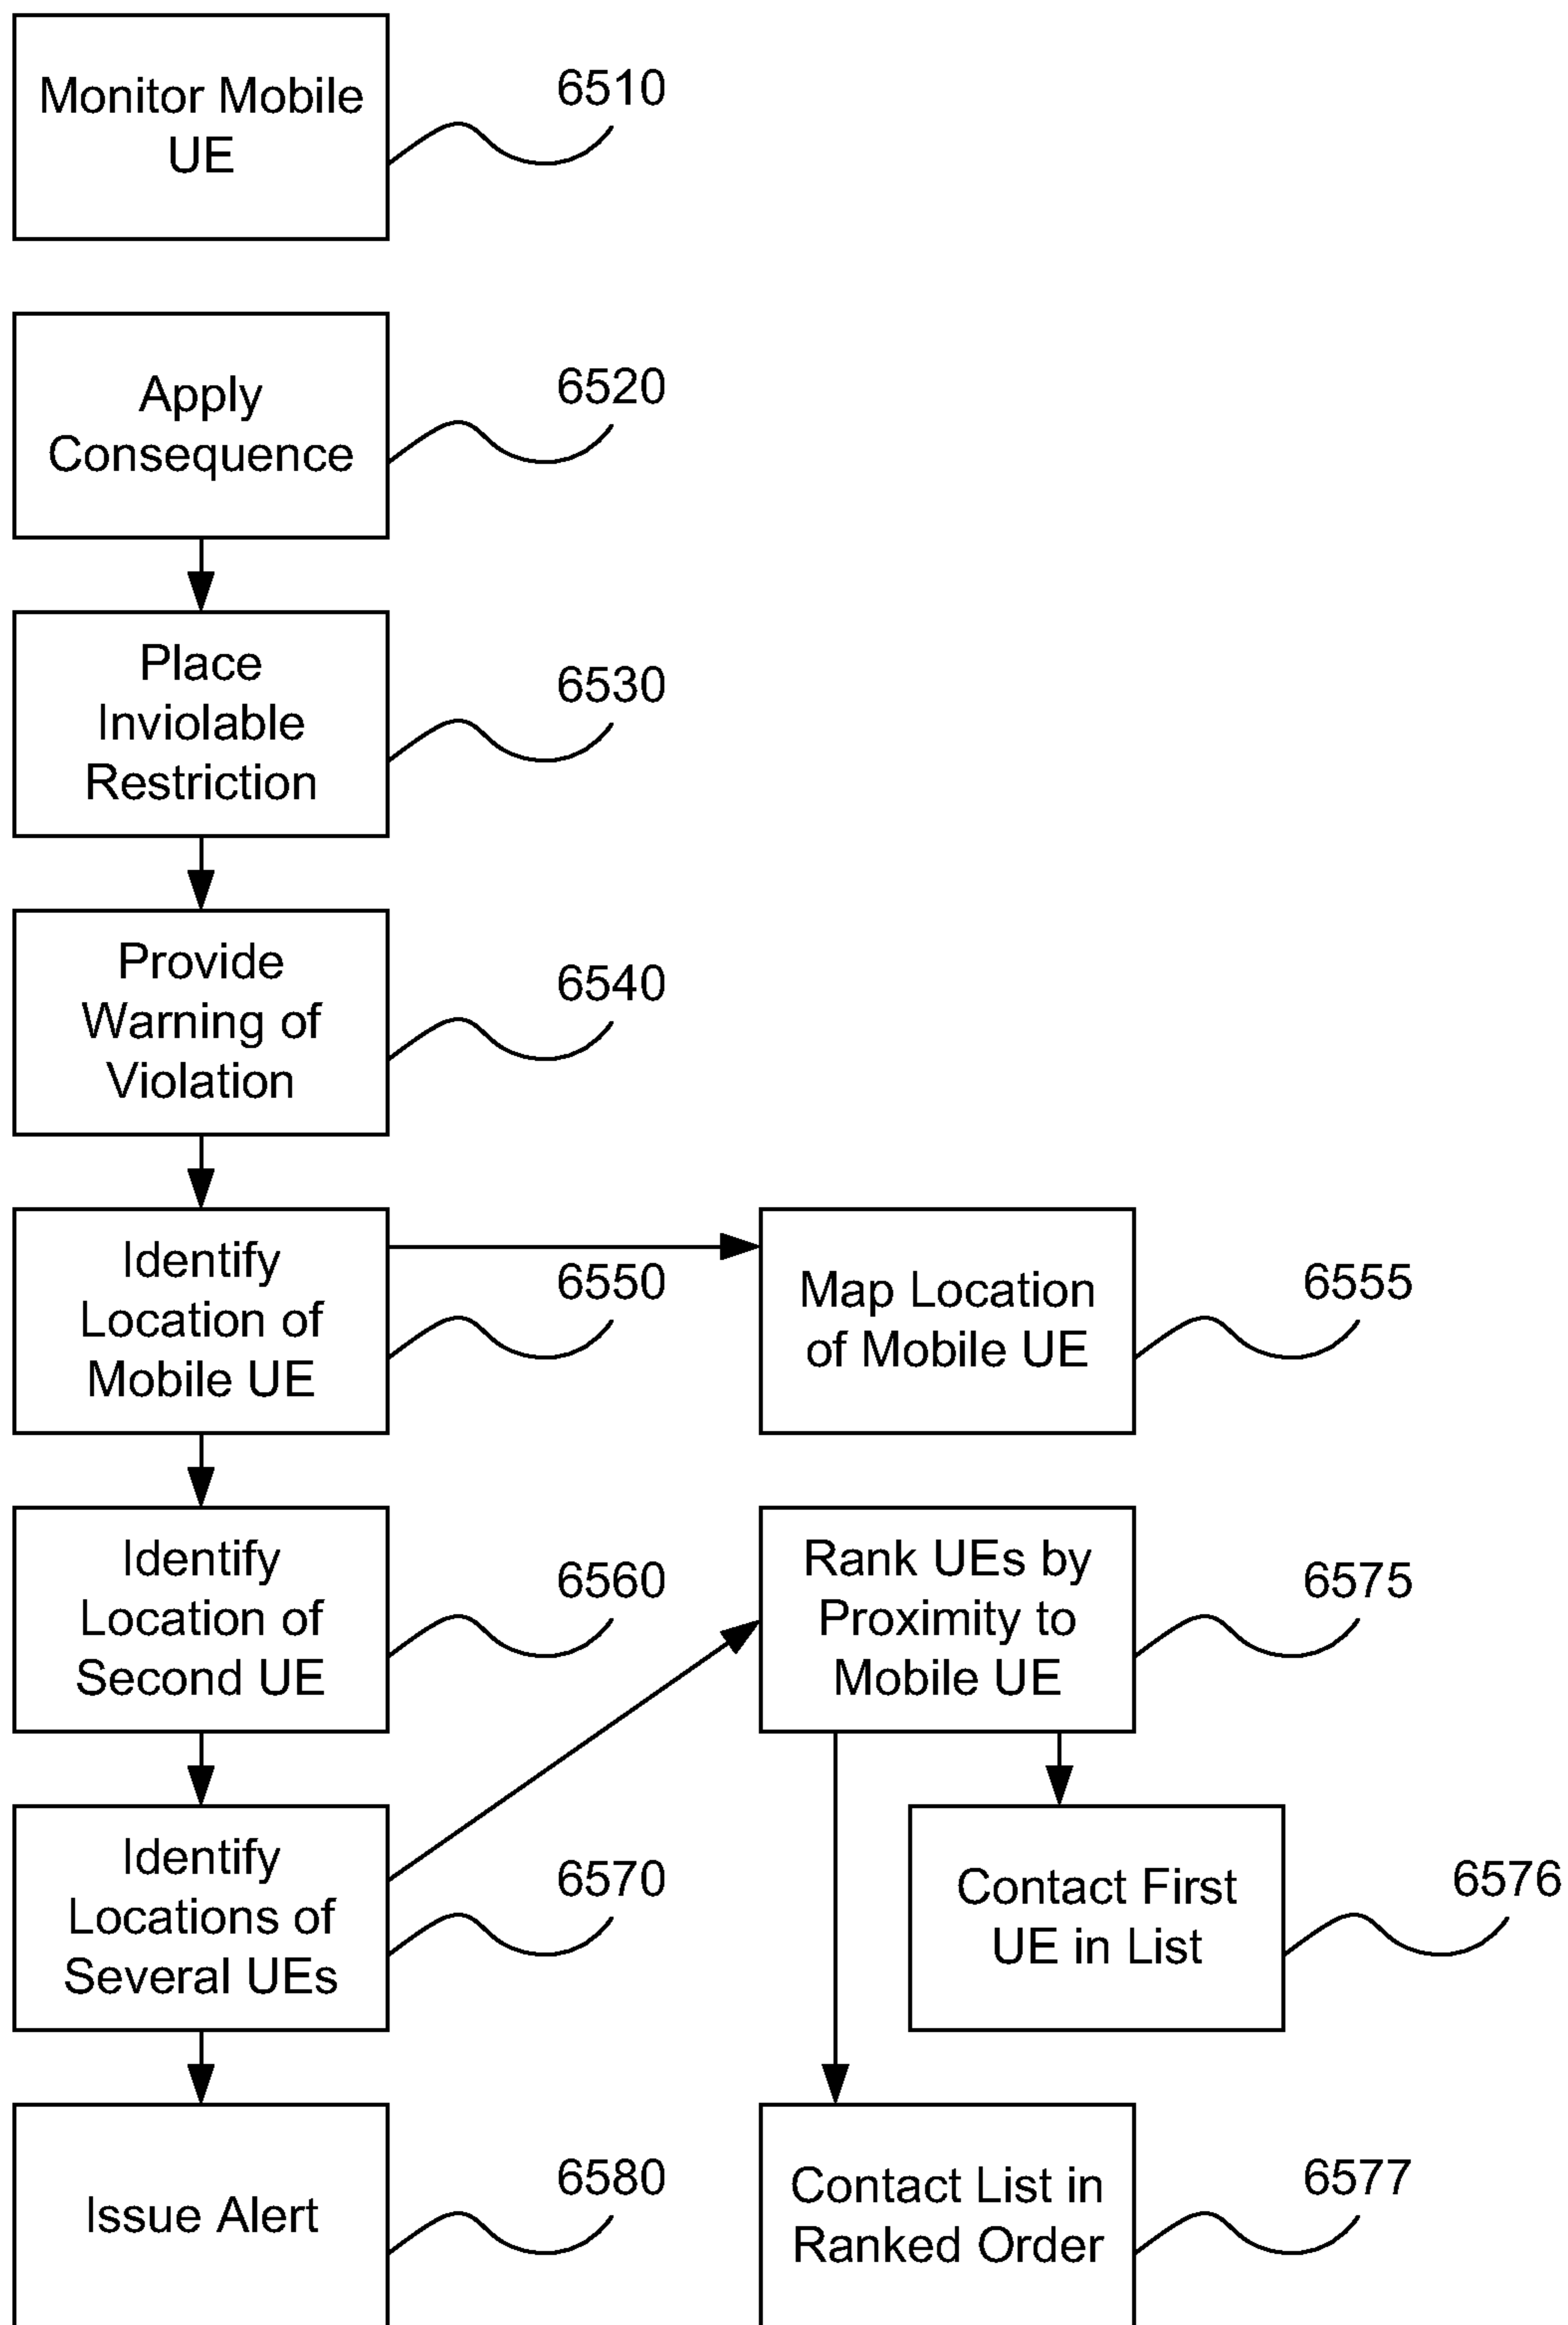 Monitor Mobile
UE
6510
Apply
Consequence
6520
Place
Inviolable
Restriction
6530
Provide
Warning of
Violation
6540
Identify
Location of
Mobile UE
6550
Map Location
of Mobile UE
6555
Identify
Location of
Second UE
6560
Rank UEs by
Proximity to
Mobile UE
6575
Identify
Locations of
Several UEs
6570
Contact First
UE in List
6576
Issue Alert
6580
Contact List in
Ranked Order
6577